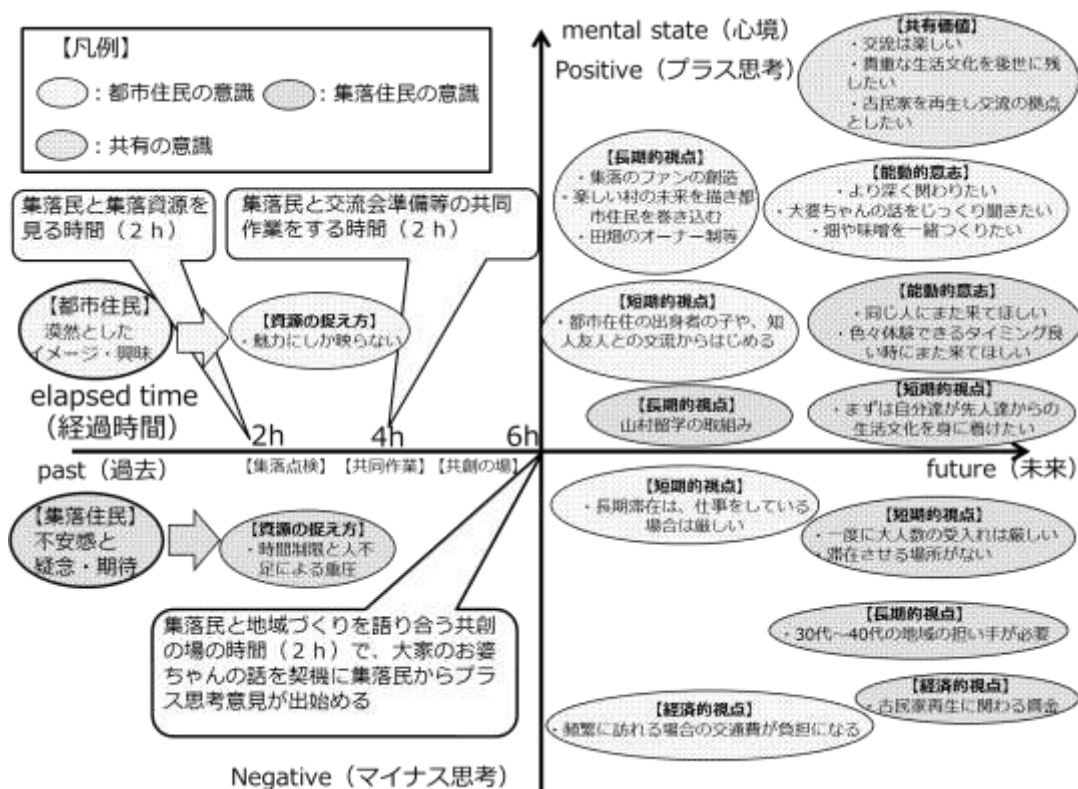 【凡例】
：都市住民の意識
：集落住民の意識
：共有の意識
mental state（心境）
Positive（プラス思考）
【共有価値】
・交流は楽しい
・貴重な生活文化を後世に残
したい
・古民家を再生し交流の拠点
としたい
【長期的視点】
・集落のファンの創造
・楽しい村の未来を描き都
市住民を巻き込む
・田畑のオーナー制等
【能動的意志】
・より深く関わりたい
・大婆ちゃんの話をじっくり聞きたい
・畑や味噌を一緒つくりたい
集落民と集落資源を
見る時間（２ｈ）
集落民と交流会準備等の共同
作業をする時間（２ｈ）
【都市住民】
漠然とした
イメージ・興味
【資源の捉え方】
・魅力にしか映らない
【短期的視点】
・都市在住の出身者の子や、知
人友人との交流からはじめる
【能動的意志】
・同じ人にまた来てほしい
・色々体験できるタイミング良
い時にまた来てほしい
【長期的視点】
山村留学の取組み
【短期的視点】
・まずは自分達が先人達からの
生活文化を身に着けたい
elapsed time
（経過時間）
2h
4h
6h
past（過去）
【集落点検】
【共同作業】
【共創の場】
future（未来）
【集落住民】
不安感と
疑念・期待
【資源の捉え方】
・時間制限と人不
足による重圧
【短期的視点】
・長期滞在は、仕事をしている
場合は厳しい
【短期的視点】
・一度に大人数の受入れは厳しい
・滞在させる場所がない
集落民と地域づくりを語り合う共創
の場の時間（２ｈ）で、大家のお婆
ちゃんの話を契機に集落民からプラ
ス思考意見が出始める
【長期的視点】
・30代～40代の地域の担い手が必要
【経済的視点】
・古民家再生に関わる資金
【経済的視点】
・頻繁に訪れる場合の交通費が負担になる
Negative（マイナス思考）